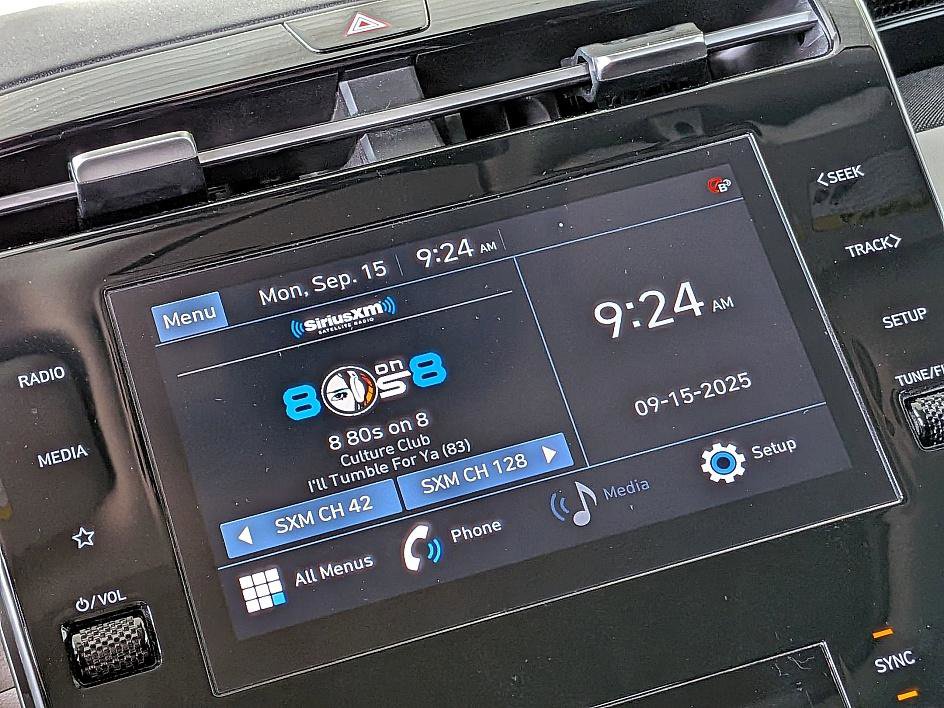 <SEEK
TRACK>
SETUP
RADIO
MEDIA
/VOL
SYNC
Mon, Sep. 15
9:24 AM
Menu
SiriusXM
SATELLITE RADIO
80s on 8
8 80s on 8
Culture Club
I'll Tumble For Ya (83)
SXM CH 42
SXM CH 128
9:24 AM
09-15-2025
All Menus
Phone
Media
Setup